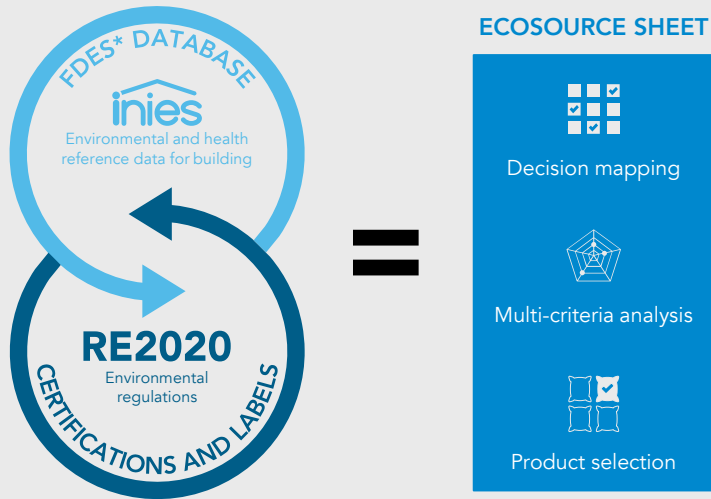 FDES* DATABASE
inies
Environmental and health
reference data for building
RE2020
Environmental
regulations
CERTIFICATIONS AND LABELS
=
ECOSOURCE SHEET
Decision mapping
Multi-criteria analysis
Product selection